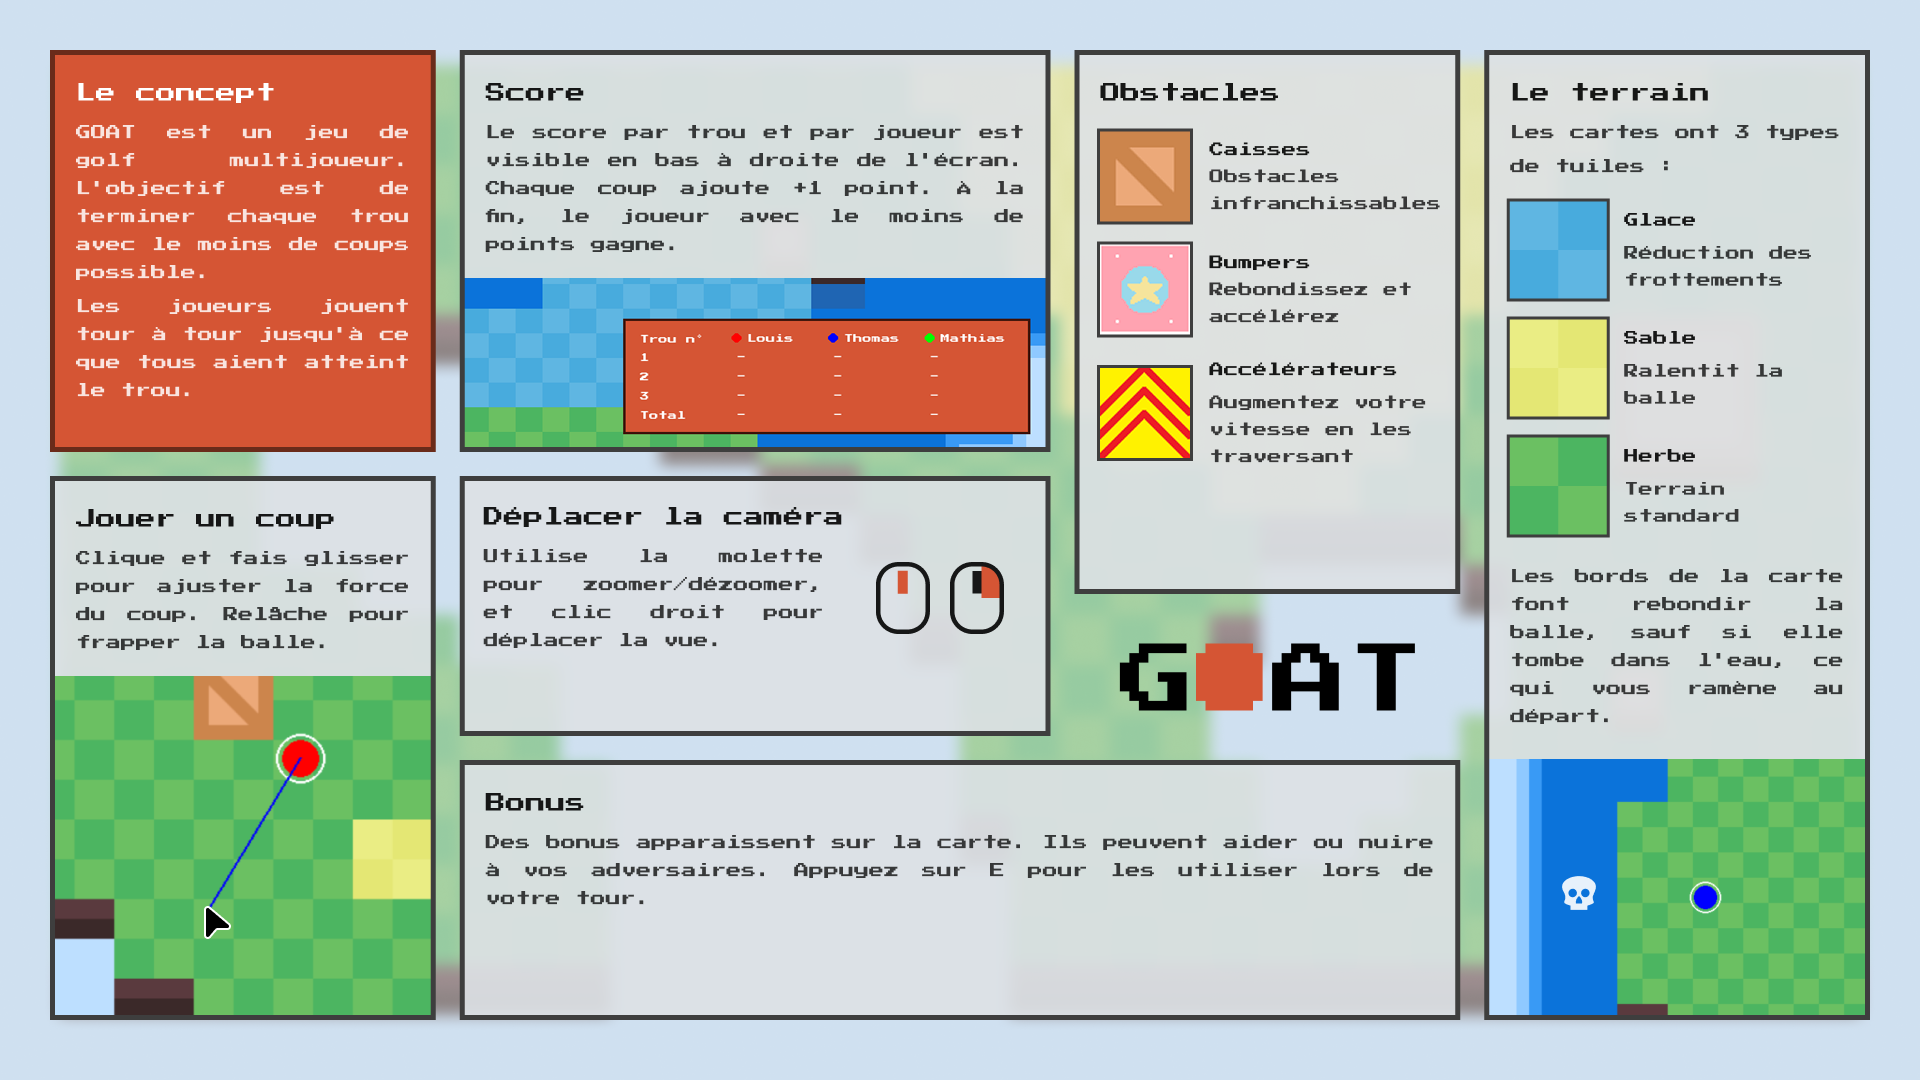 Le concept
GOAT est un jeu de
golf multijoueur.
L'objectif est de
terminer chaque trou
avec le moins de coups
possible.
Les joueurs jouent
tour à tour jusqu'à ce
que tous aient atteint
le trou.
Score
Le score par trou et par joueur est
visible en bas à droite de l'écran.
Chaque coup ajoute +1 point. À la
fin, le joueur avec le moins de
points gagne.
Trou n° Louis Thomas Mathias
1 - - -
2 - - -
3 - - -
Total - - -
Obstacles
Caisses
Obstacles
infranchissables
Bumpers
Rebondissez et
accélérez
Accélérateurs
Augmentez votre
vitesse en les
traversant
Le terrain
Les cartes ont 3 types
de tuiles :
Glace
Réduction des
frottements
Sable
Ralentit la
balle
Herbe
Terrain
standard
Les bords de la carte
font rebondir la
balle, sauf si elle
tombe dans l'eau, ce
qui vous ramène au
départ.
Jouer un coup
Clique et fais glisser
pour ajuster la force
du coup. Relâche pour
frapper la balle.
Déplacer la caméra
Utilise la molette
pour zoomer/dézoomer,
et clic droit pour
déplacer la vue.
GOAT
Bonus
Des bonus apparaissent sur la carte. Ils peuvent aider ou nuire
à vos adversaires. Appuyez sur E pour les utiliser lors de
votre tour.